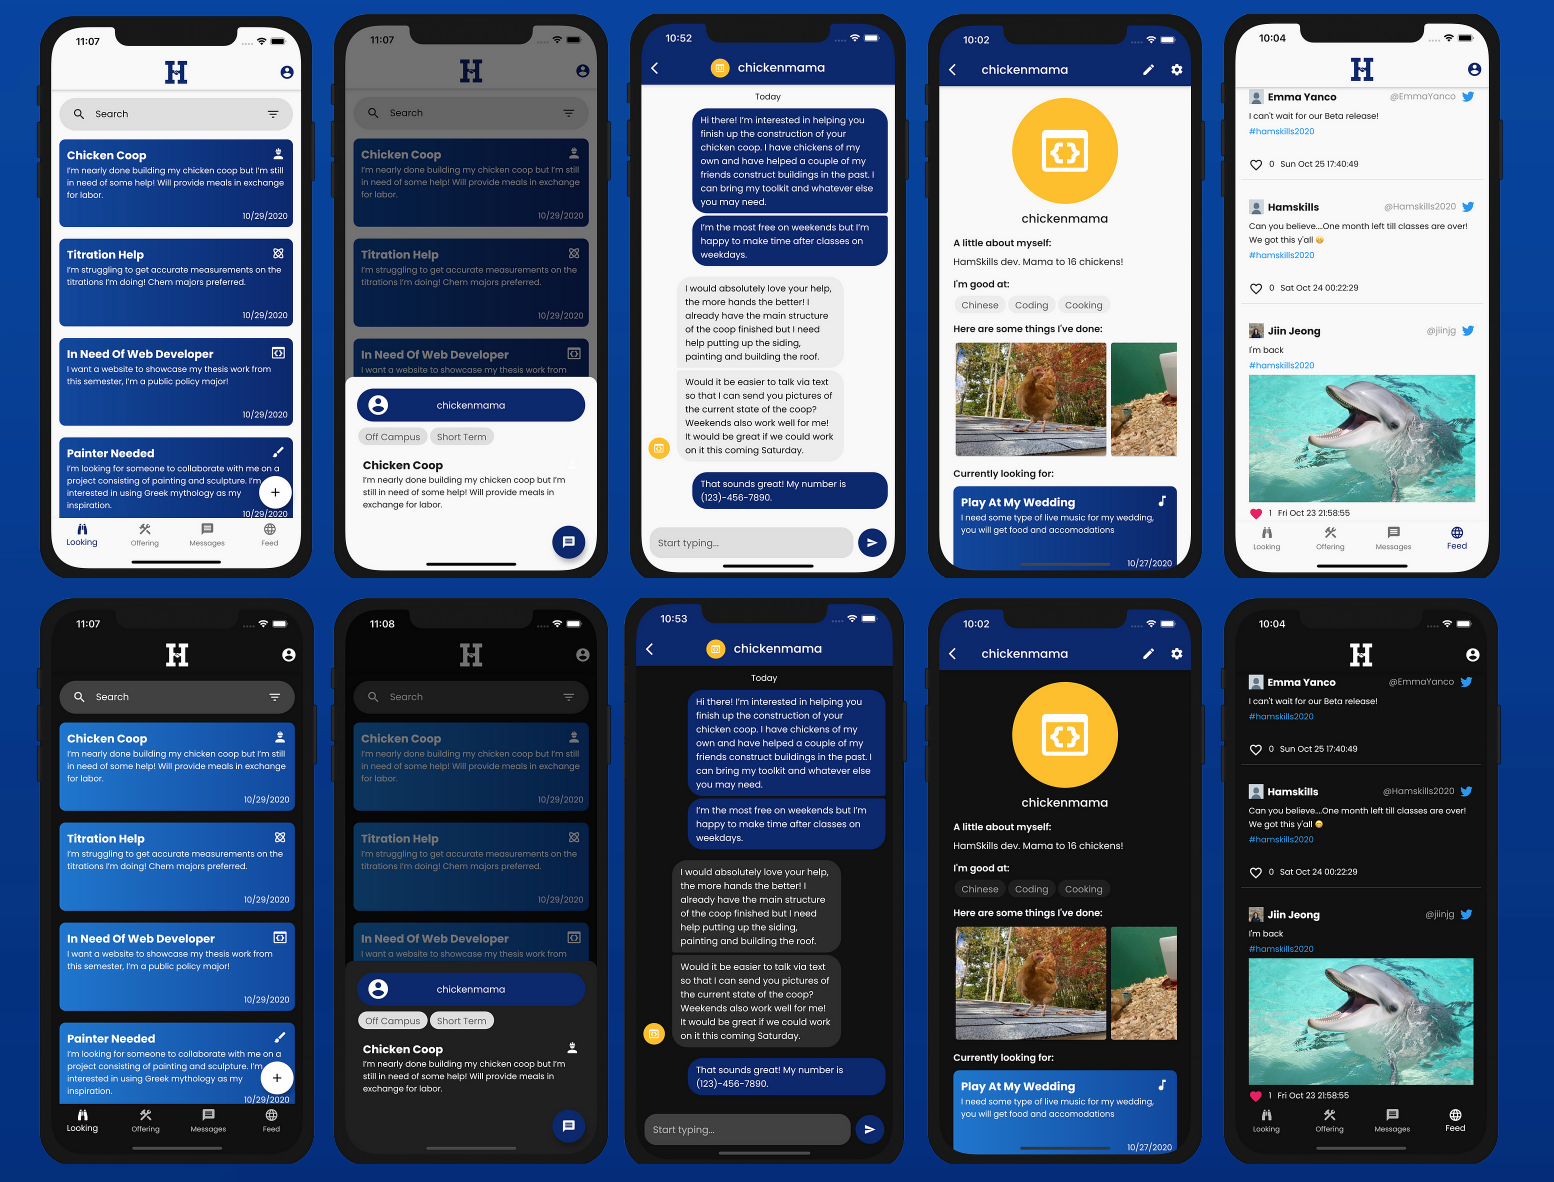 11:07
H
Search
Chicken Coop
I'm nearly done building my chicken coop but I'm still
in need of some help! Will provide meals in exchange
for labor.
10/29/2020
Titration Help
I'm struggling to get accurate measurements on the
titrations I'm doing! Chem majors preferred.
10/29/2020
In Need Of Web Developer
I want a website to showcase my thesis work from
this semester, I'm a public policy major!
10/29/2020
Painter Needed
I'm looking for someone to collaborate with me on a
project consisting of painting and sculpture. I'm
interested in using Greek mythology as my
inspiration.
10/29/2020
Looking
Offering
Messages
Feed
11:07
H
Search
Chicken Coop
I'm nearly done building my chicken coop but I'm still
in need of some help! Will provide meals in exchange
for labor.
10/29/2020
Titration Help
I'm struggling to get accurate measurements on the
titrations I'm doing! Chem majors preferred.
10/29/2020
In Need Of Web Developer
I want a website to showcase my thesis work from
chickenmama
Off Campus
Short Term
Chicken Coop
I'm nearly done building my chicken coop but I'm
still in need of some help! Will provide meals in
exchange for labor.
10:52
chickenmama
Today
Hi there! I'm interested in helping you
finish up the construction of your
chicken coop. I have chickens of my
own and have helped a couple of my
friends construct buildings in the past. I
can bring my toolkit and whatever else
you may need.
I'm the most free on weekends but I'm
happy to make time after classes on
weekdays.
I would absolutely love your help,
the more hands the better! I
already have the main structure
of the coop finished but I need
help putting up the siding,
painting and building the roof.
Would it be easier to talk via text
so that I can send you pictures of
the current state of the coop?
Weekends also work well for me!
It would be great if we could work
on it this coming Saturday.
That sounds great! My number is
(123)-456-7890.
Start typing...
10:02
chickenmama
chickenmama
A little about myself:
HamSkills dev. Mama to 16 chickens!
I'm good at:
Chinese
Coding
Cooking
Here are some things I've done:
Currently looking for:
Play At My Wedding
I need some type of live music for my wedding,
you will get food and accomodations
10/27/2020
10:04
H
Emma Yanco
@EmmaYanco
I can't wait for our Beta release!
#hamskills2020
0 Sun Oct 25 17:40:49
Hamskills
@Hamskills2020
Can you believe...One month left till classes are over!
We got this y'all
#hamskills2020
0 Sat Oct 24 00:22:29
Jiin Jeong
@jiinjg
I'm back
#hamskills2020
1 Fri Oct 23 21:58:55
Looking
Offering
Messages
Feed
11:07
H
Search
Chicken Coop
I'm nearly done building my chicken coop but I'm still
in need of some help! Will provide meals in exchange
for labor.
10/29/2020
Titration Help
I'm struggling to get accurate measurements on the
titrations I'm doing! Chem majors preferred.
10/29/2020
In Need Of Web Developer
I want a website to showcase my thesis work from
this semester, I'm a public policy major!
10/29/2020
Painter Needed
I'm looking for someone to collaborate with me on a
project consisting of painting and sculpture. I'm
interested in using Greek mythology as my
inspiration.
10/29/2020
Looking
Offering
Messages
Feed
11:08
H
Search
Chicken Coop
I'm nearly done building my chicken coop but I'm still
in need of some help! Will provide meals in exchange
for labor.
10/29/2020
Titration Help
I'm struggling to get accurate measurements on the
titrations I'm doing! Chem majors preferred.
10/29/2020
In Need Of Web Developer
I want a website to showcase my thesis work from
chickenmama
Off Campus
Short Term
Chicken Coop
I'm nearly done building my chicken coop but I'm
still in need of some help! Will provide meals in
exchange for labor.
10:53
chickenmama
Today
Hi there! I'm interested in helping you
finish up the construction of your
chicken coop. I have chickens of my
own and have helped a couple of my
friends construct buildings in the past. I
can bring my toolkit and whatever else
you may need.
I'm the most free on weekends but I'm
happy to make time after classes on
weekdays.
I would absolutely love your help,
the more hands the better! I
already have the main structure
of the coop finished but I need
help putting up the siding,
painting and building the roof.
Would it be easier to talk via text
so that I can send you pictures of
the current state of the coop?
Weekends also work well for me!
It would be great if we could work
on it this coming Saturday.
That sounds great! My number is
(123)-456-7890.
Start typing...
10:02
chickenmama
chickenmama
A little about myself:
HamSkills dev. Mama to 16 chickens!
I'm good at:
Chinese
Coding
Cooking
Here are some things I've done:
Currently looking for:
Play At My Wedding
I need some type of live music for my wedding,
you will get food and accomodations
10/27/2020
10:04
H
Emma Yanco
@EmmaYanco
I can't wait for our Beta release!
#hamskills2020
0 Sun Oct 25 17:40:49
Hamskills
@Hamskills2020
Can you believe...One month left till classes are over!
We got this y'all
#hamskills2020
0 Sat Oct 24 00:22:29
Jiin Jeong
@jiinjg
I'm back
#hamskills2020
1 Fri Oct 23 21:58:55
Looking
Offering
Messages
Feed